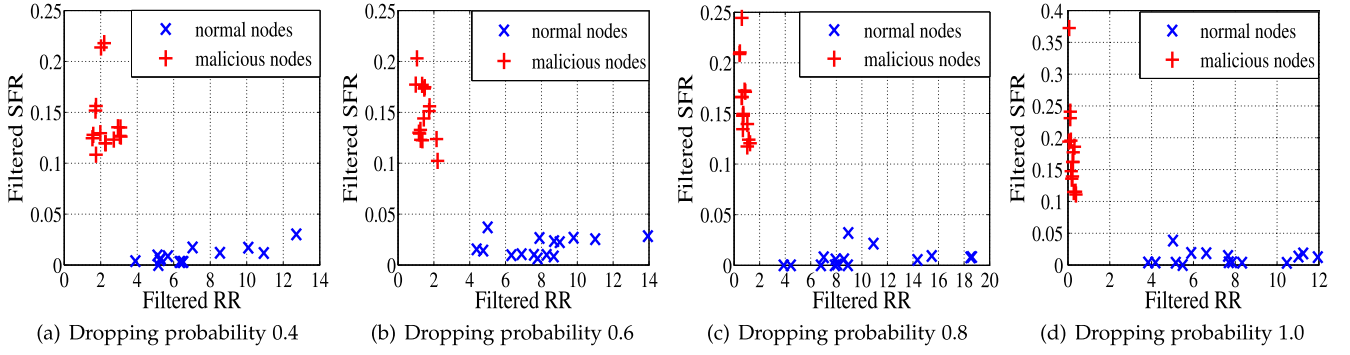 0.25
0.2
0.15
0.1
0.05
0
0 2 4 6 8 10 12 14
Filtered SFR
Filtered RR
normal nodes
malicious nodes
(a) Dropping probability 0.4
0.25
0.2
0.15
0.1
0.05
0
0 2 4 6 8 10 12 14
Filtered SFR
Filtered RR
normal nodes
malicious nodes
(b) Dropping probability 0.6
0.25
0.2
0.15
0.1
0.05
0
0 2 4 6 8 10 12 14 16 18 20
Filtered SFR
Filtered RR
normal nodes
malicious nodes
(c) Dropping probability 0.8
0.4
0.35
0.3
0.25
0.2
0.15
0.1
0.05
0
0 2 4 6 8 10 12
Filtered SFR
Filtered RR
normal nodes
malicious nodes
(d) Dropping probability 1.0